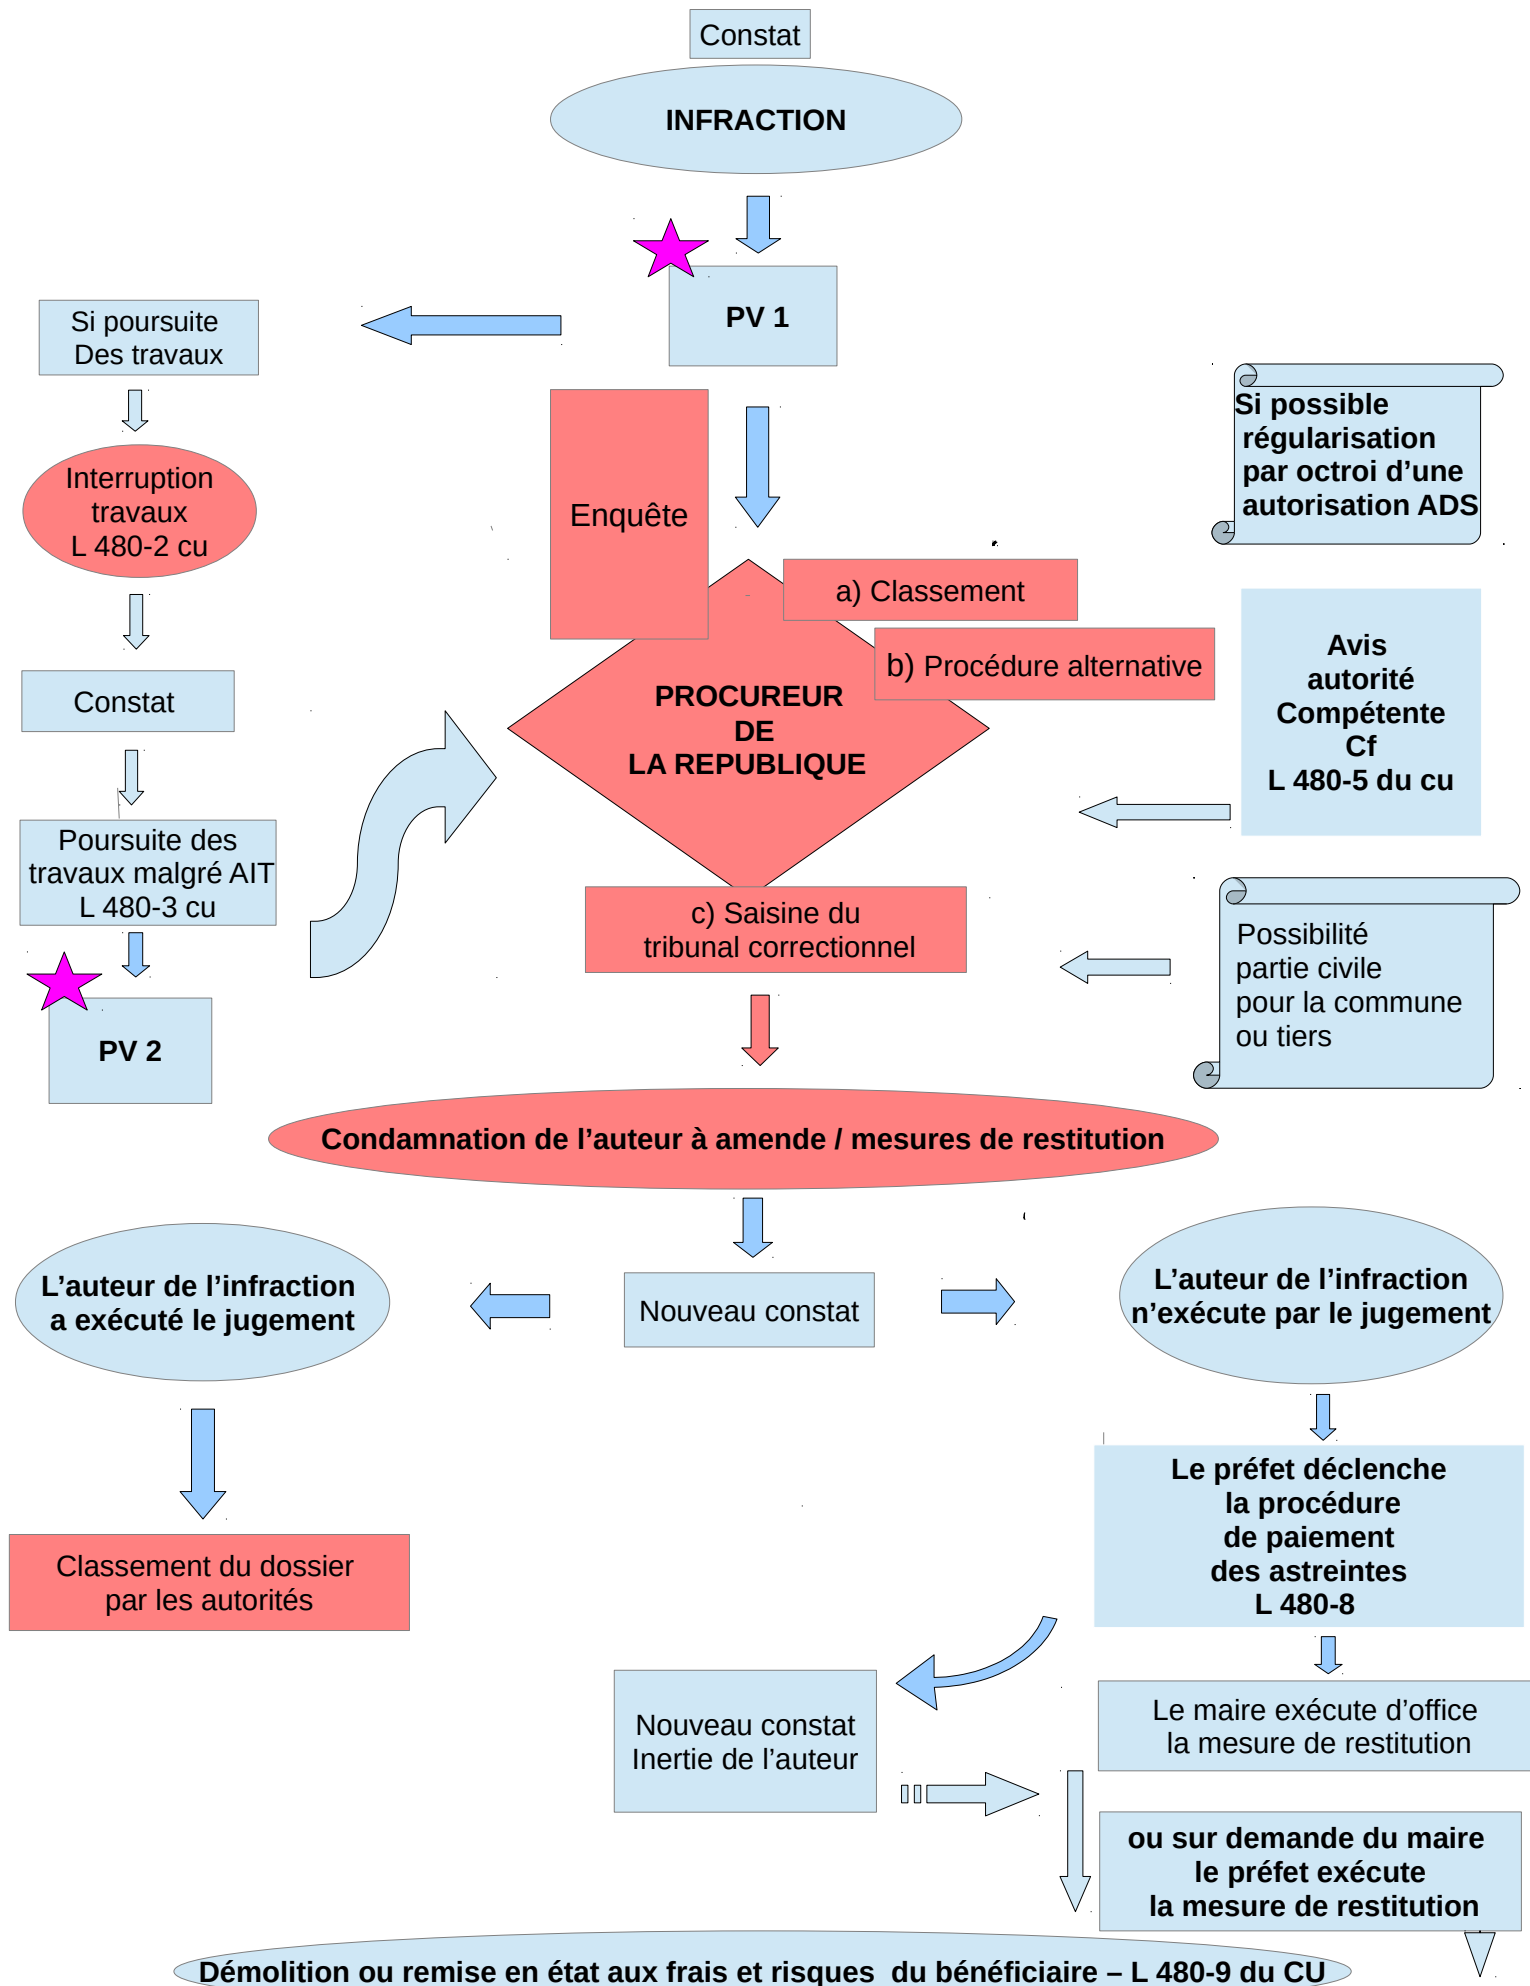 Constat
INFRACTION
PV 1
Si poursuite
Des travaux
Interruption
travaux
L 480-2 cu
Constat
Poursuite des
travaux malgré AIT
L 480-3 cu
PV 2
Enquête
a) Classement
b) Procédure alternative
PROCUREUR
DE
LA REPUBLIQUE
c) Saisine du
tribunal correctionnel
Si possible
régularisation
par octroi d’une
autorisation ADS
Avis
autorité
Compétente
Cf
L 480-5 du cu
Possibilité
partie civile
pour la commune
ou tiers
Condamnation de l’auteur à amende / mesures de restitution
Nouveau constat
L’auteur de l’infraction
a exécuté le jugement
Classement du dossier
par les autorités
L’auteur de l’infraction
n’exécute par le jugement
Le préfet déclenche
la procédure
de paiement
des astreintes
L 480-8
Nouveau constat
Inertie de l’auteur
Le maire exécute d’office
la mesure de restitution
ou sur demande du maire
le préfet exécute
la mesure de restitution
Démolition ou remise en état aux frais et risques du bénéficiaire – L 480-9 du CU